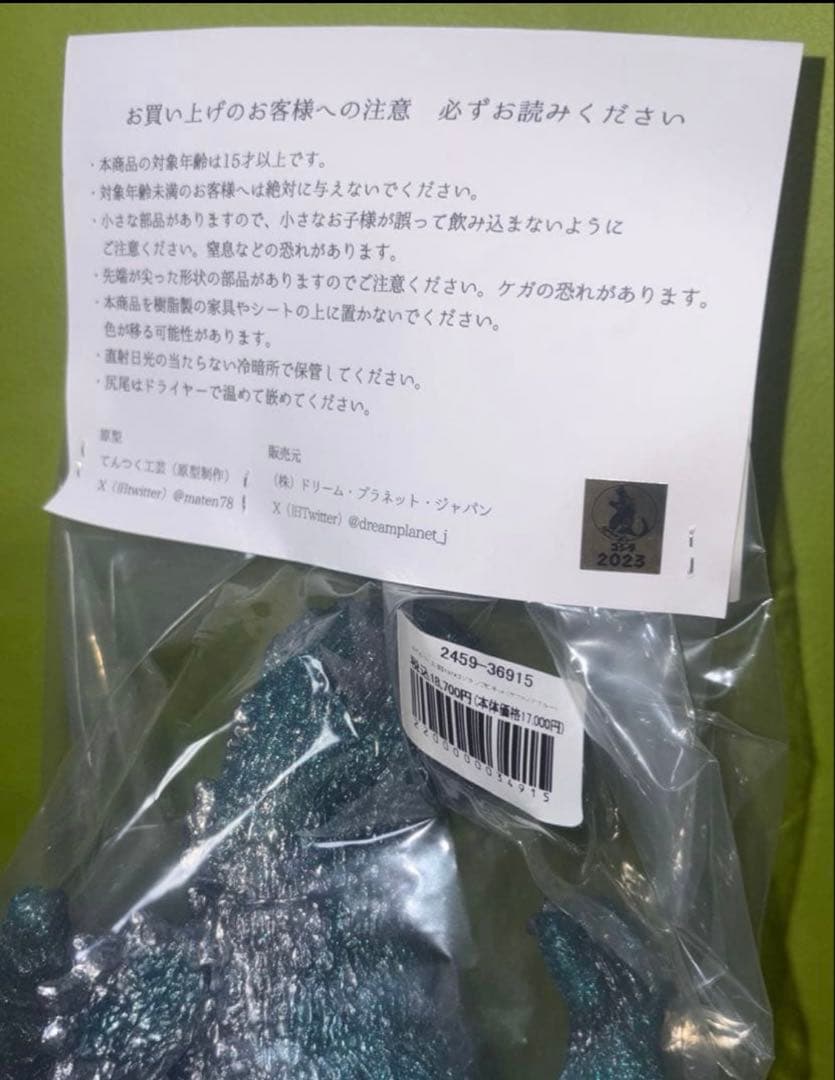 お買い上げのお客様への注意　必ずお読みください
・本商品の対象年齢は15才以上です。
・対象年齢未満のお客様へは絶対に与えないでください。
・小さな部品がありますので、小さなお子様が誤って飲み込まないように
ご注意ください。窒息などの恐れがあります。
・先端が尖った形状の部品がありますのでご注意ください。ケガの恐れがあります。
・本商品を樹脂製の家具やシートの上に置かないでください。
色が移る可能性があります。
・直射日光の当たらない冷暗所で保管してください。
・尻尾はドライヤーで温めて嵌めてください。
原型
てんつく工芸（原型制作）
X（旧twitter）@maten78
販売元
（株）ドリーム・プラネット・ジャパン
X（旧Twitter）@dreamplanet_j
ゴジラ
2023
2459-36915
税込18,700円(本体価格17,000円)
2200000034915